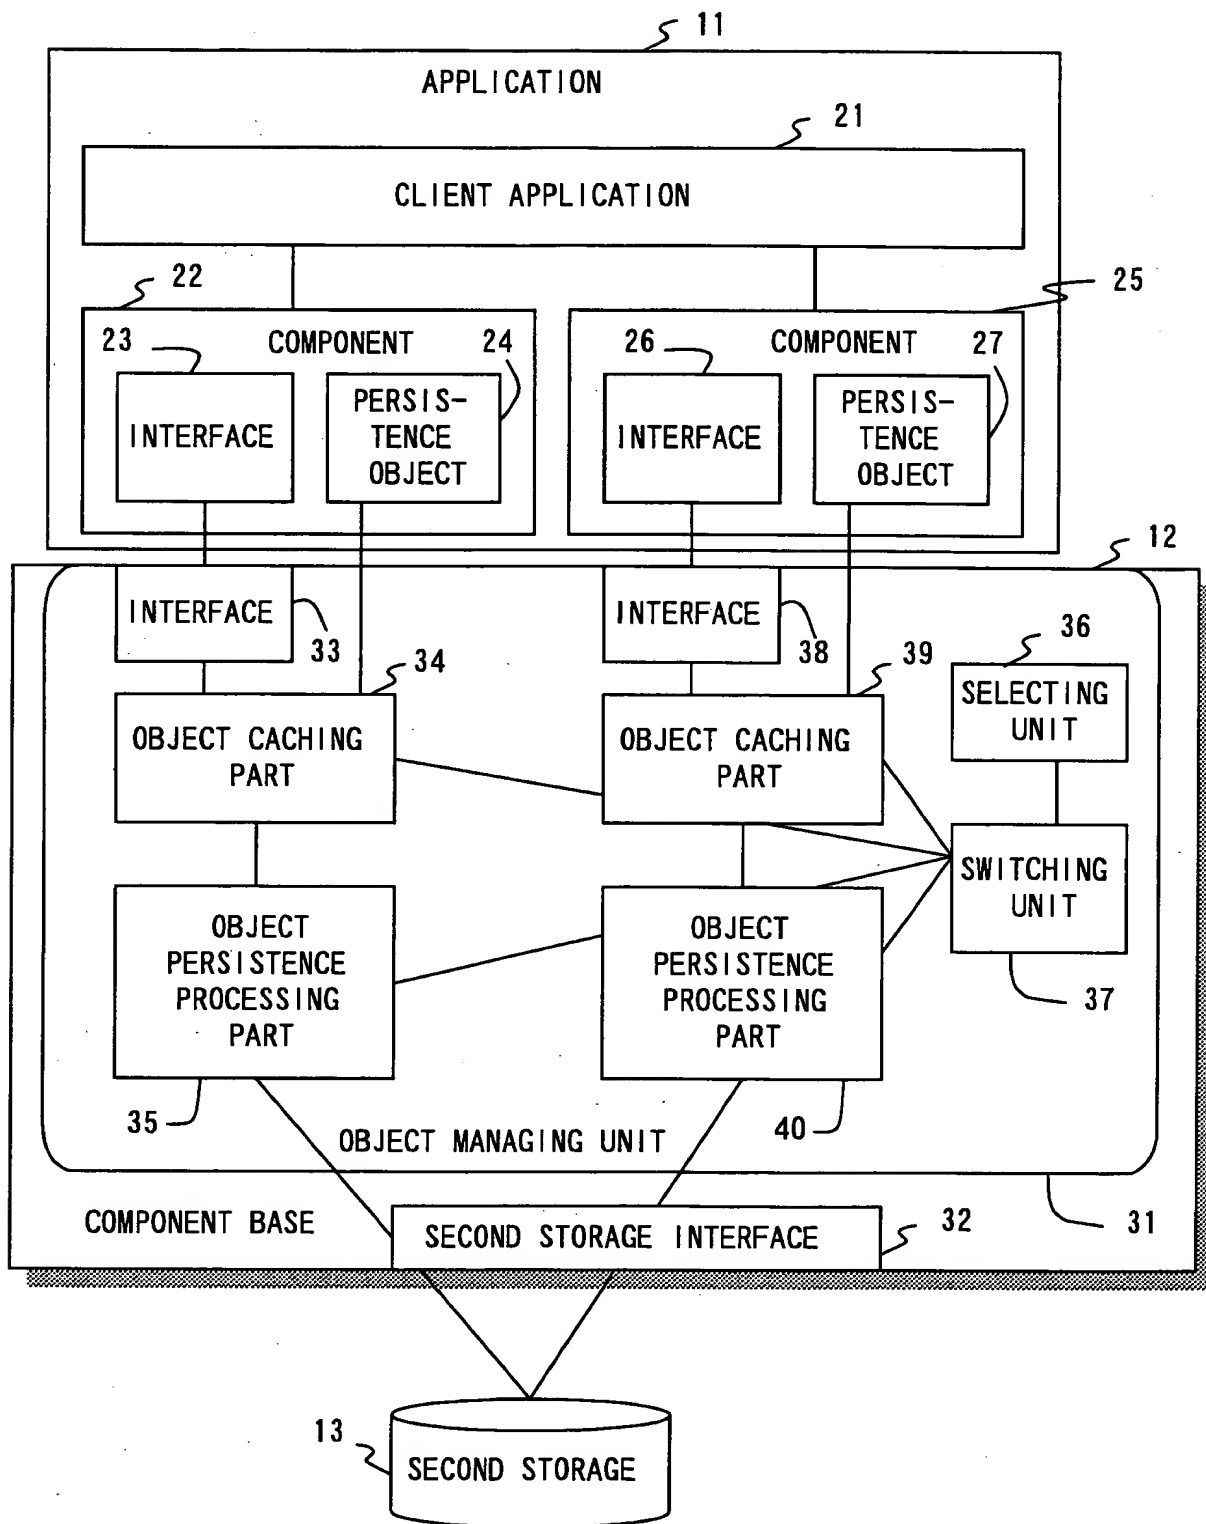 11
APPLICATION
21
CLIENT APPLICATION
22
25
23
COMPONENT
24
26
COMPONENT
27
INTERFACE
PERSIS-
TENCE
OBJECT
INTERFACE
PERSIS-
TENCE
OBJECT
12
INTERFACE
33
INTERFACE
38
36
34
39
SELECTING
UNIT
OBJECT CACHING
PART
OBJECT CACHING
PART
SWITCHING
UNIT
37
OBJECT
PERSISTENCE
PROCESSING
PART
OBJECT
PERSISTENCE
PROCESSING
PART
35
40
OBJECT MANAGING UNIT
31
COMPONENT BASE
SECOND STORAGE INTERFACE
32
13
SECOND STORAGE